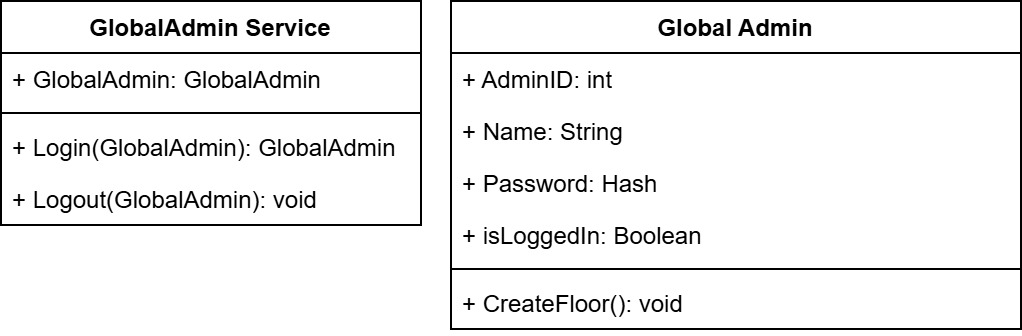 GlobalAdmin Service
+ GlobalAdmin: GlobalAdmin
+ Login(GlobalAdmin): GlobalAdmin
+ Logout(GlobalAdmin): void
Global Admin
+ AdminID: int
+ Name: String
+ Password: Hash
+ isLoggedIn: Boolean
+ CreateFloor(): void